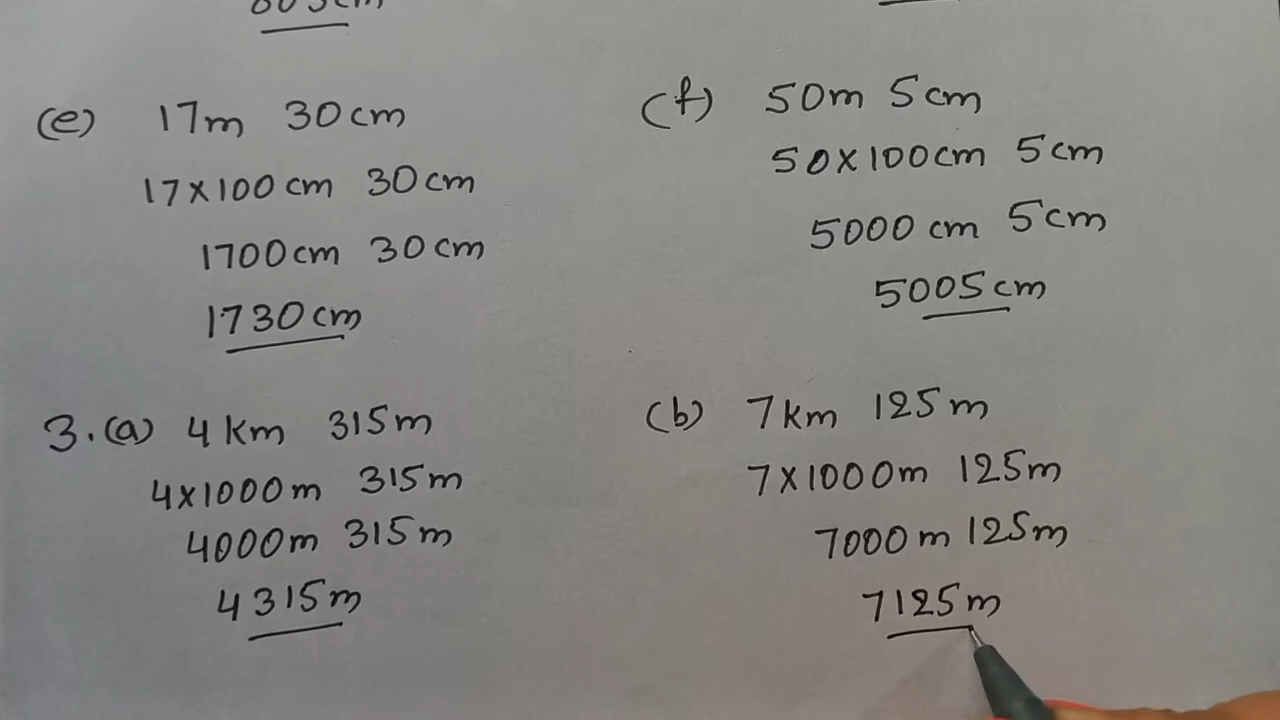 (e) 17m 30cm
17×100cm 30cm
1700cm 30cm
1730cm
(f) 50m 5cm
50×100cm 5cm
5000cm 5cm
5005cm
3.(a) 4km 315m
4×1000m 315m
4000m 315m
4315m
(b) 7km 125m
7×1000m 125m
7000m 125m
7125m